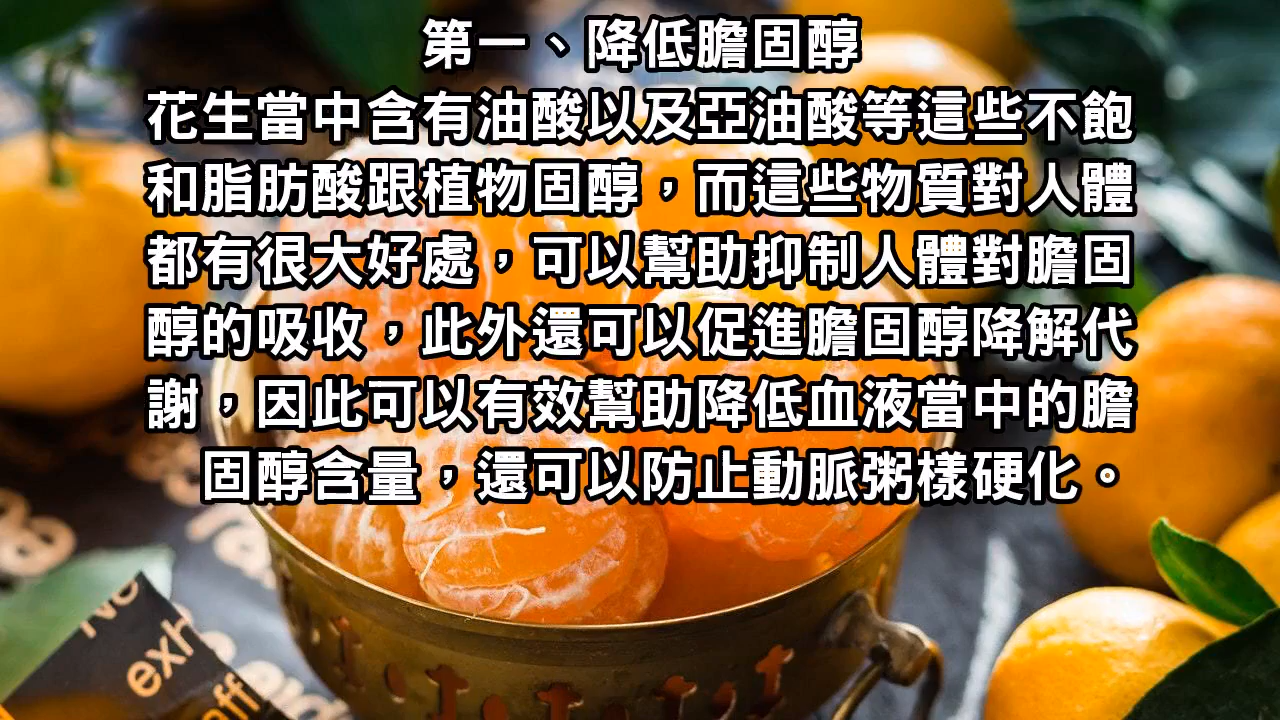 第一、降低膽固醇
花生當中含有油酸以及亞油酸等這些不飽
和脂肪酸跟植物固醇，而這些物質對人體
都有很大好處，可以幫助抑制人體對膽固
醇的吸收，此外還可以促進膽固醇降解代
謝，因此可以有效幫助降低血液當中的膽
固醇含量，還可以防止動脈粥樣硬化。
exh